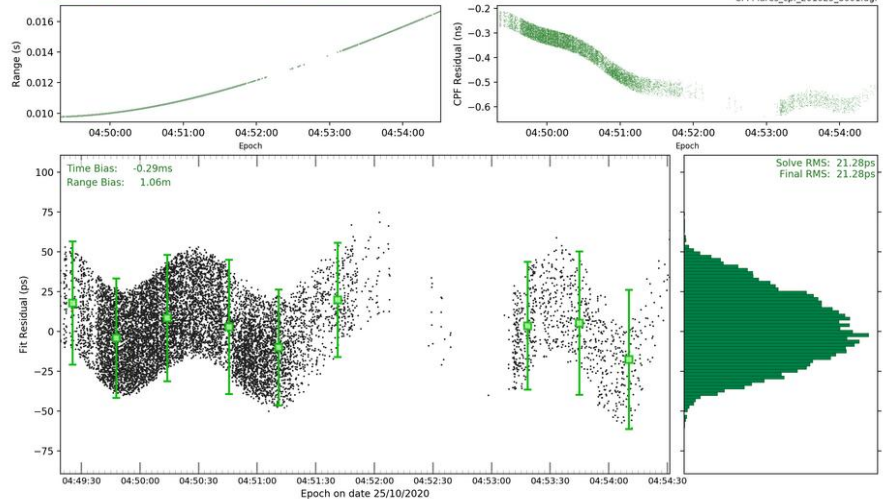 0.016
0.014
0.012
0.010
Range (s)
04:50:00 04:51:00 04:52:00 04:53:00 04:54:00
Epoch
−0.2
−0.3
−0.4
−0.5
−0.6
CPF Residual (ns)
04:50:00 04:51:00 04:52:00 04:53:00 04:54:00
Epoch
Time Bias: -0.29ms
Range Bias: 1.06m
100
75
50
25
0
−25
−50
−75
Fit Residual (ps)
04:49:30 04:50:00 04:50:30 04:51:00 04:51:30 04:52:00 04:52:30 04:53:00 04:53:30 04:54:00 04:54:30
Epoch on date 25/10/2020
Solve RMS: 21.28ps
Final RMS: 21.28ps